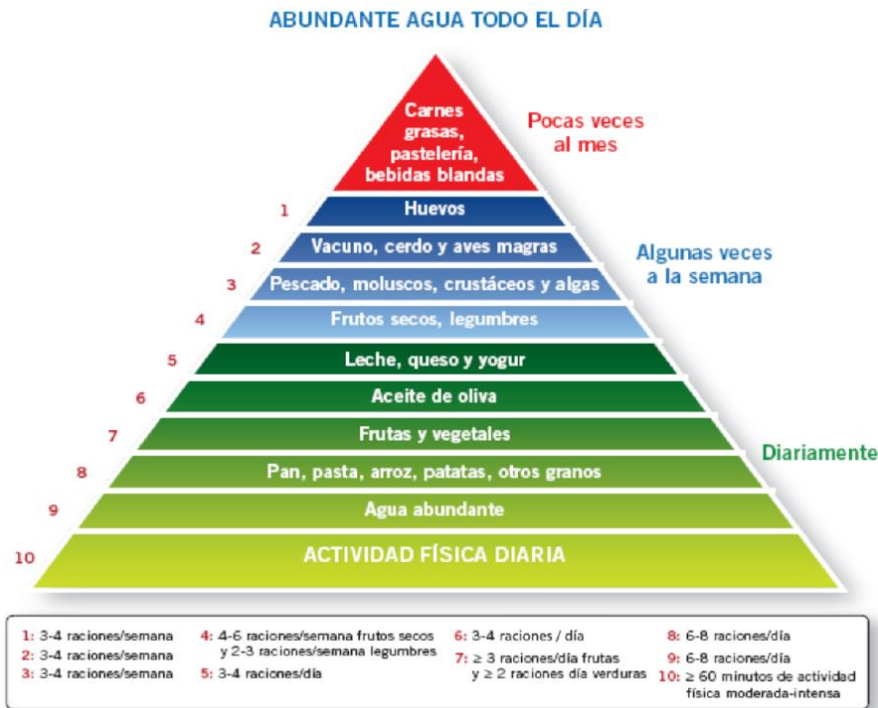 ABUNDANTE AGUA TODO EL DÍA
Carnes
grasas,
pastelería,
bebidas blandas
Pocas veces
al mes
1 Huevos
2 Vacuno, cerdo y aves magras
Algunas veces
a la semana
3 Pescado, moluscos, crustáceos y algas
4 Frutos secos, legumbres
5 Leche, queso y yogur
6 Aceite de oliva
7 Frutas y vegetales
Diariamente
8 Pan, pasta, arroz, patatas, otros granos
9 Agua abundante
10 ACTIVIDAD FÍSICA DIARIA
1: 3-4 raciones/semana
2: 3-4 raciones/semana
3: 3-4 raciones/semana
4: 4-6 raciones/semana frutos secos
y 2-3 raciones/semana legumbres
5: 3-4 raciones/día
6: 3-4 raciones / día
7: ≥ 3 raciones/día frutas
y ≥ 2 raciones día verduras
8: 6-8 raciones/día
9: 6-8 raciones/día
10: ≥ 60 minutos de actividad
física moderada-intensa